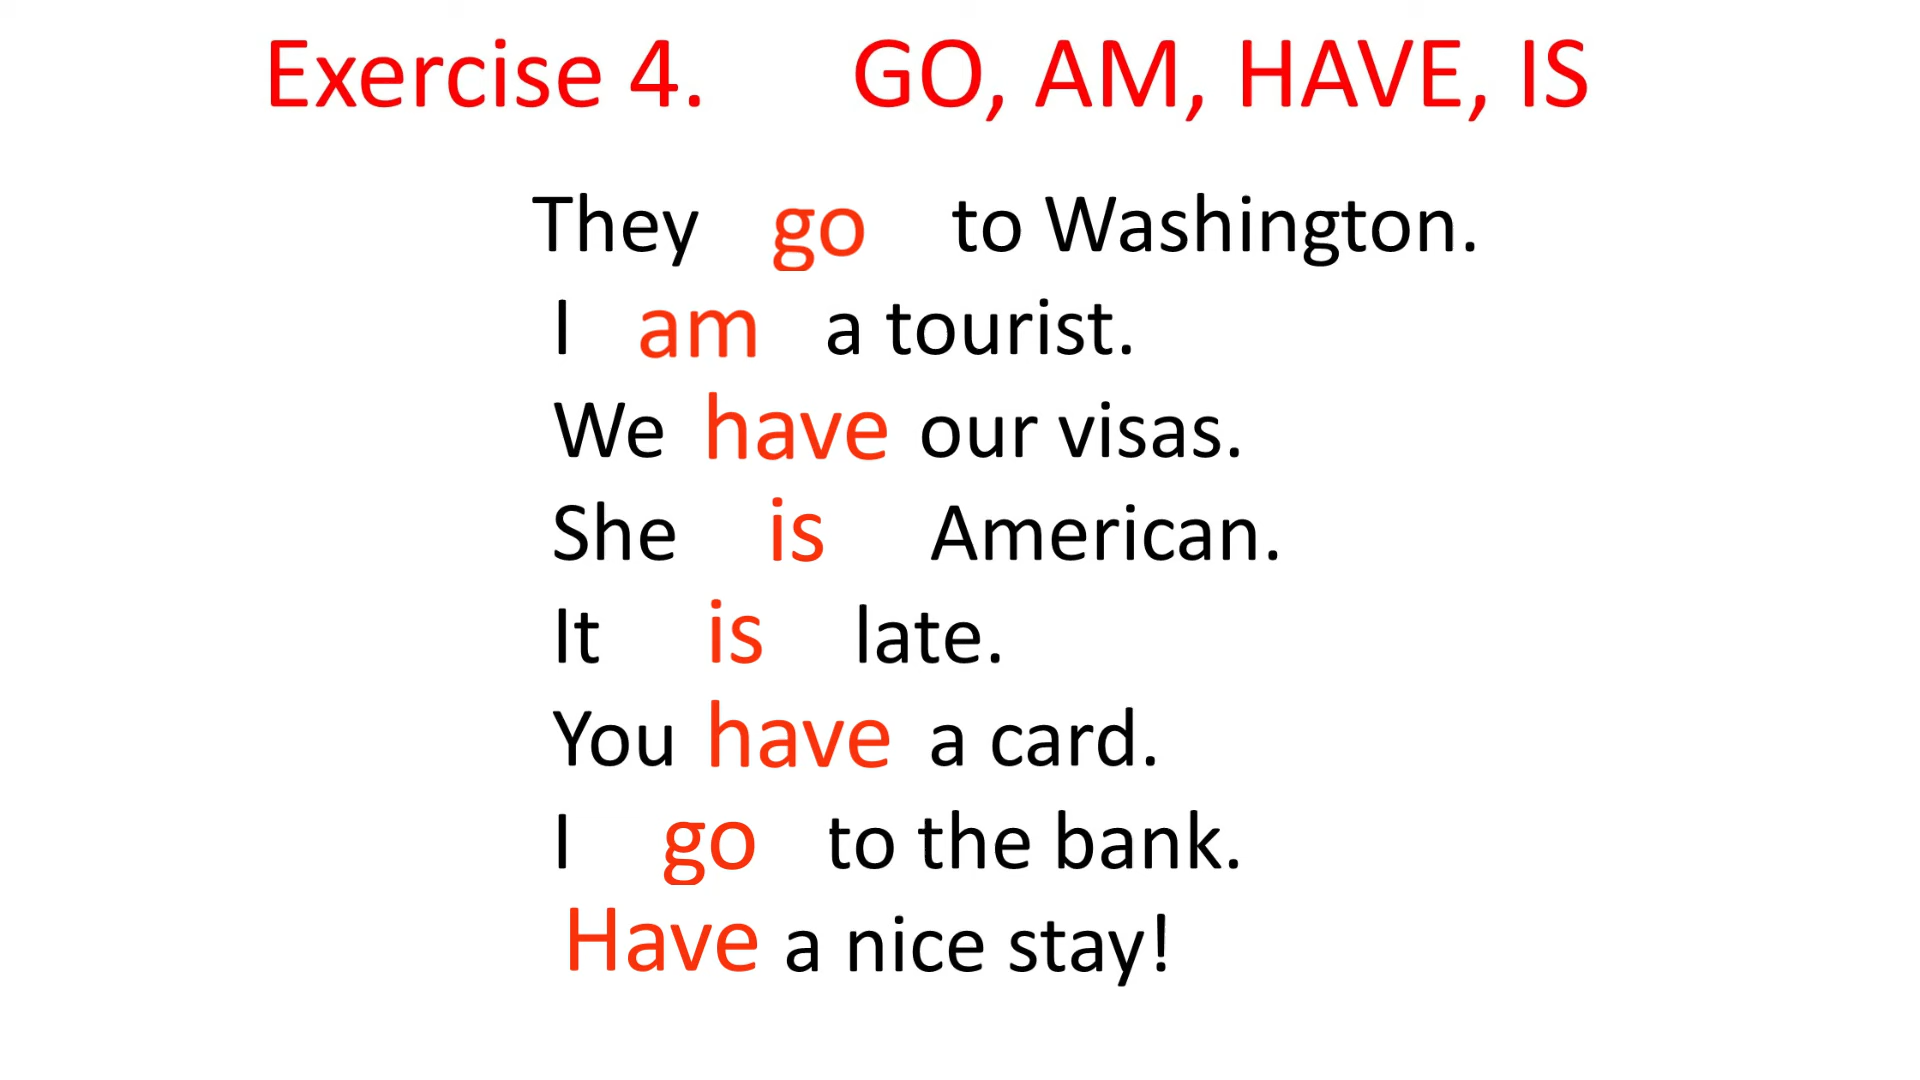 Exercise 4. GO, AM, HAVE, IS
They go to Washington.
I am a tourist.
We have our visas.
She is American.
It is late.
You have a card.
I go to the bank.
Have a nice stay!